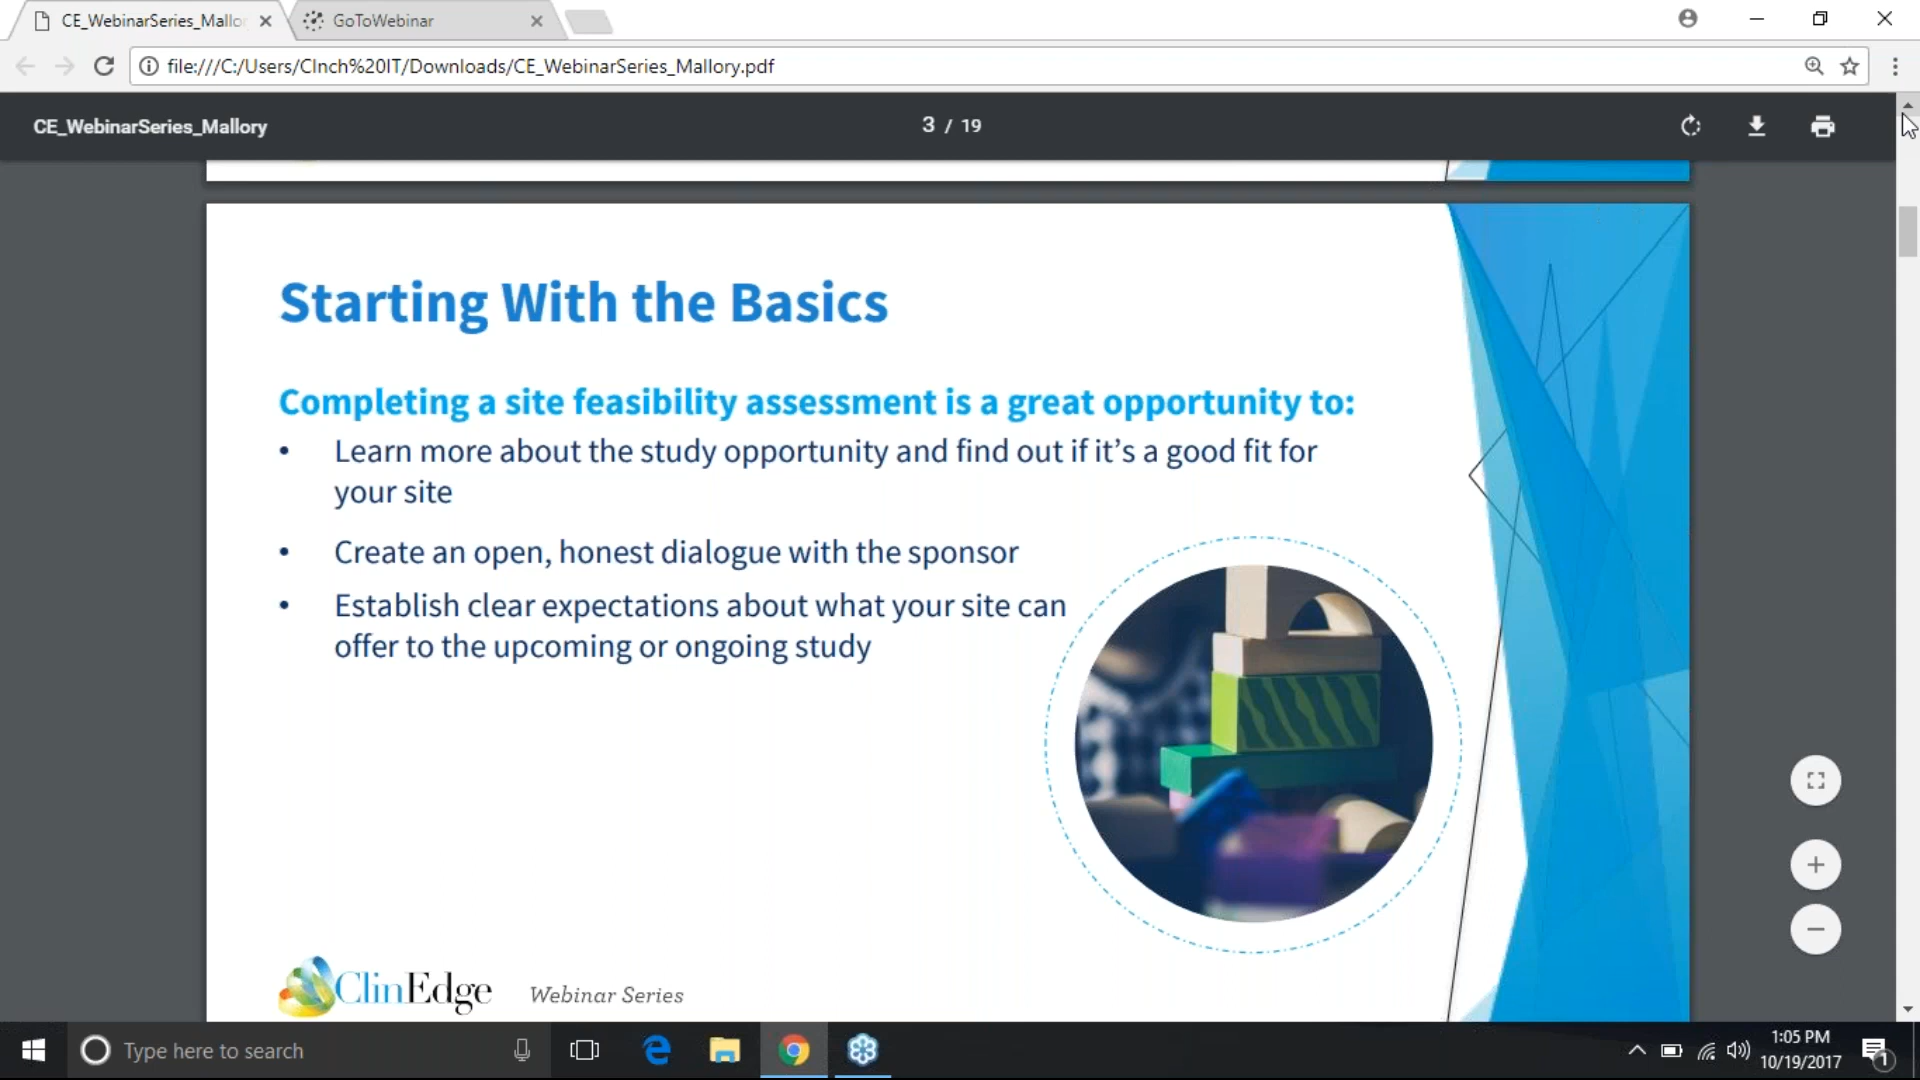 CE_WebinarSeries_Mallor
GoToWebinar
file:///C:/Users/CInch%20IT/Downloads/CE_WebinarSeries_Mallory.pdf
CE_WebinarSeries_Mallory
3 / 19
Starting With the Basics
Completing a site feasibility assessment is a great opportunity to:
• Learn more about the study opportunity and find out if it’s a good fit for
your site
• Create an open, honest dialogue with the sponsor
• Establish clear expectations about what your site can
offer to the upcoming or ongoing study
ClinEdge Webinar Series
Type here to search
1:05 PM
10/19/2017
1